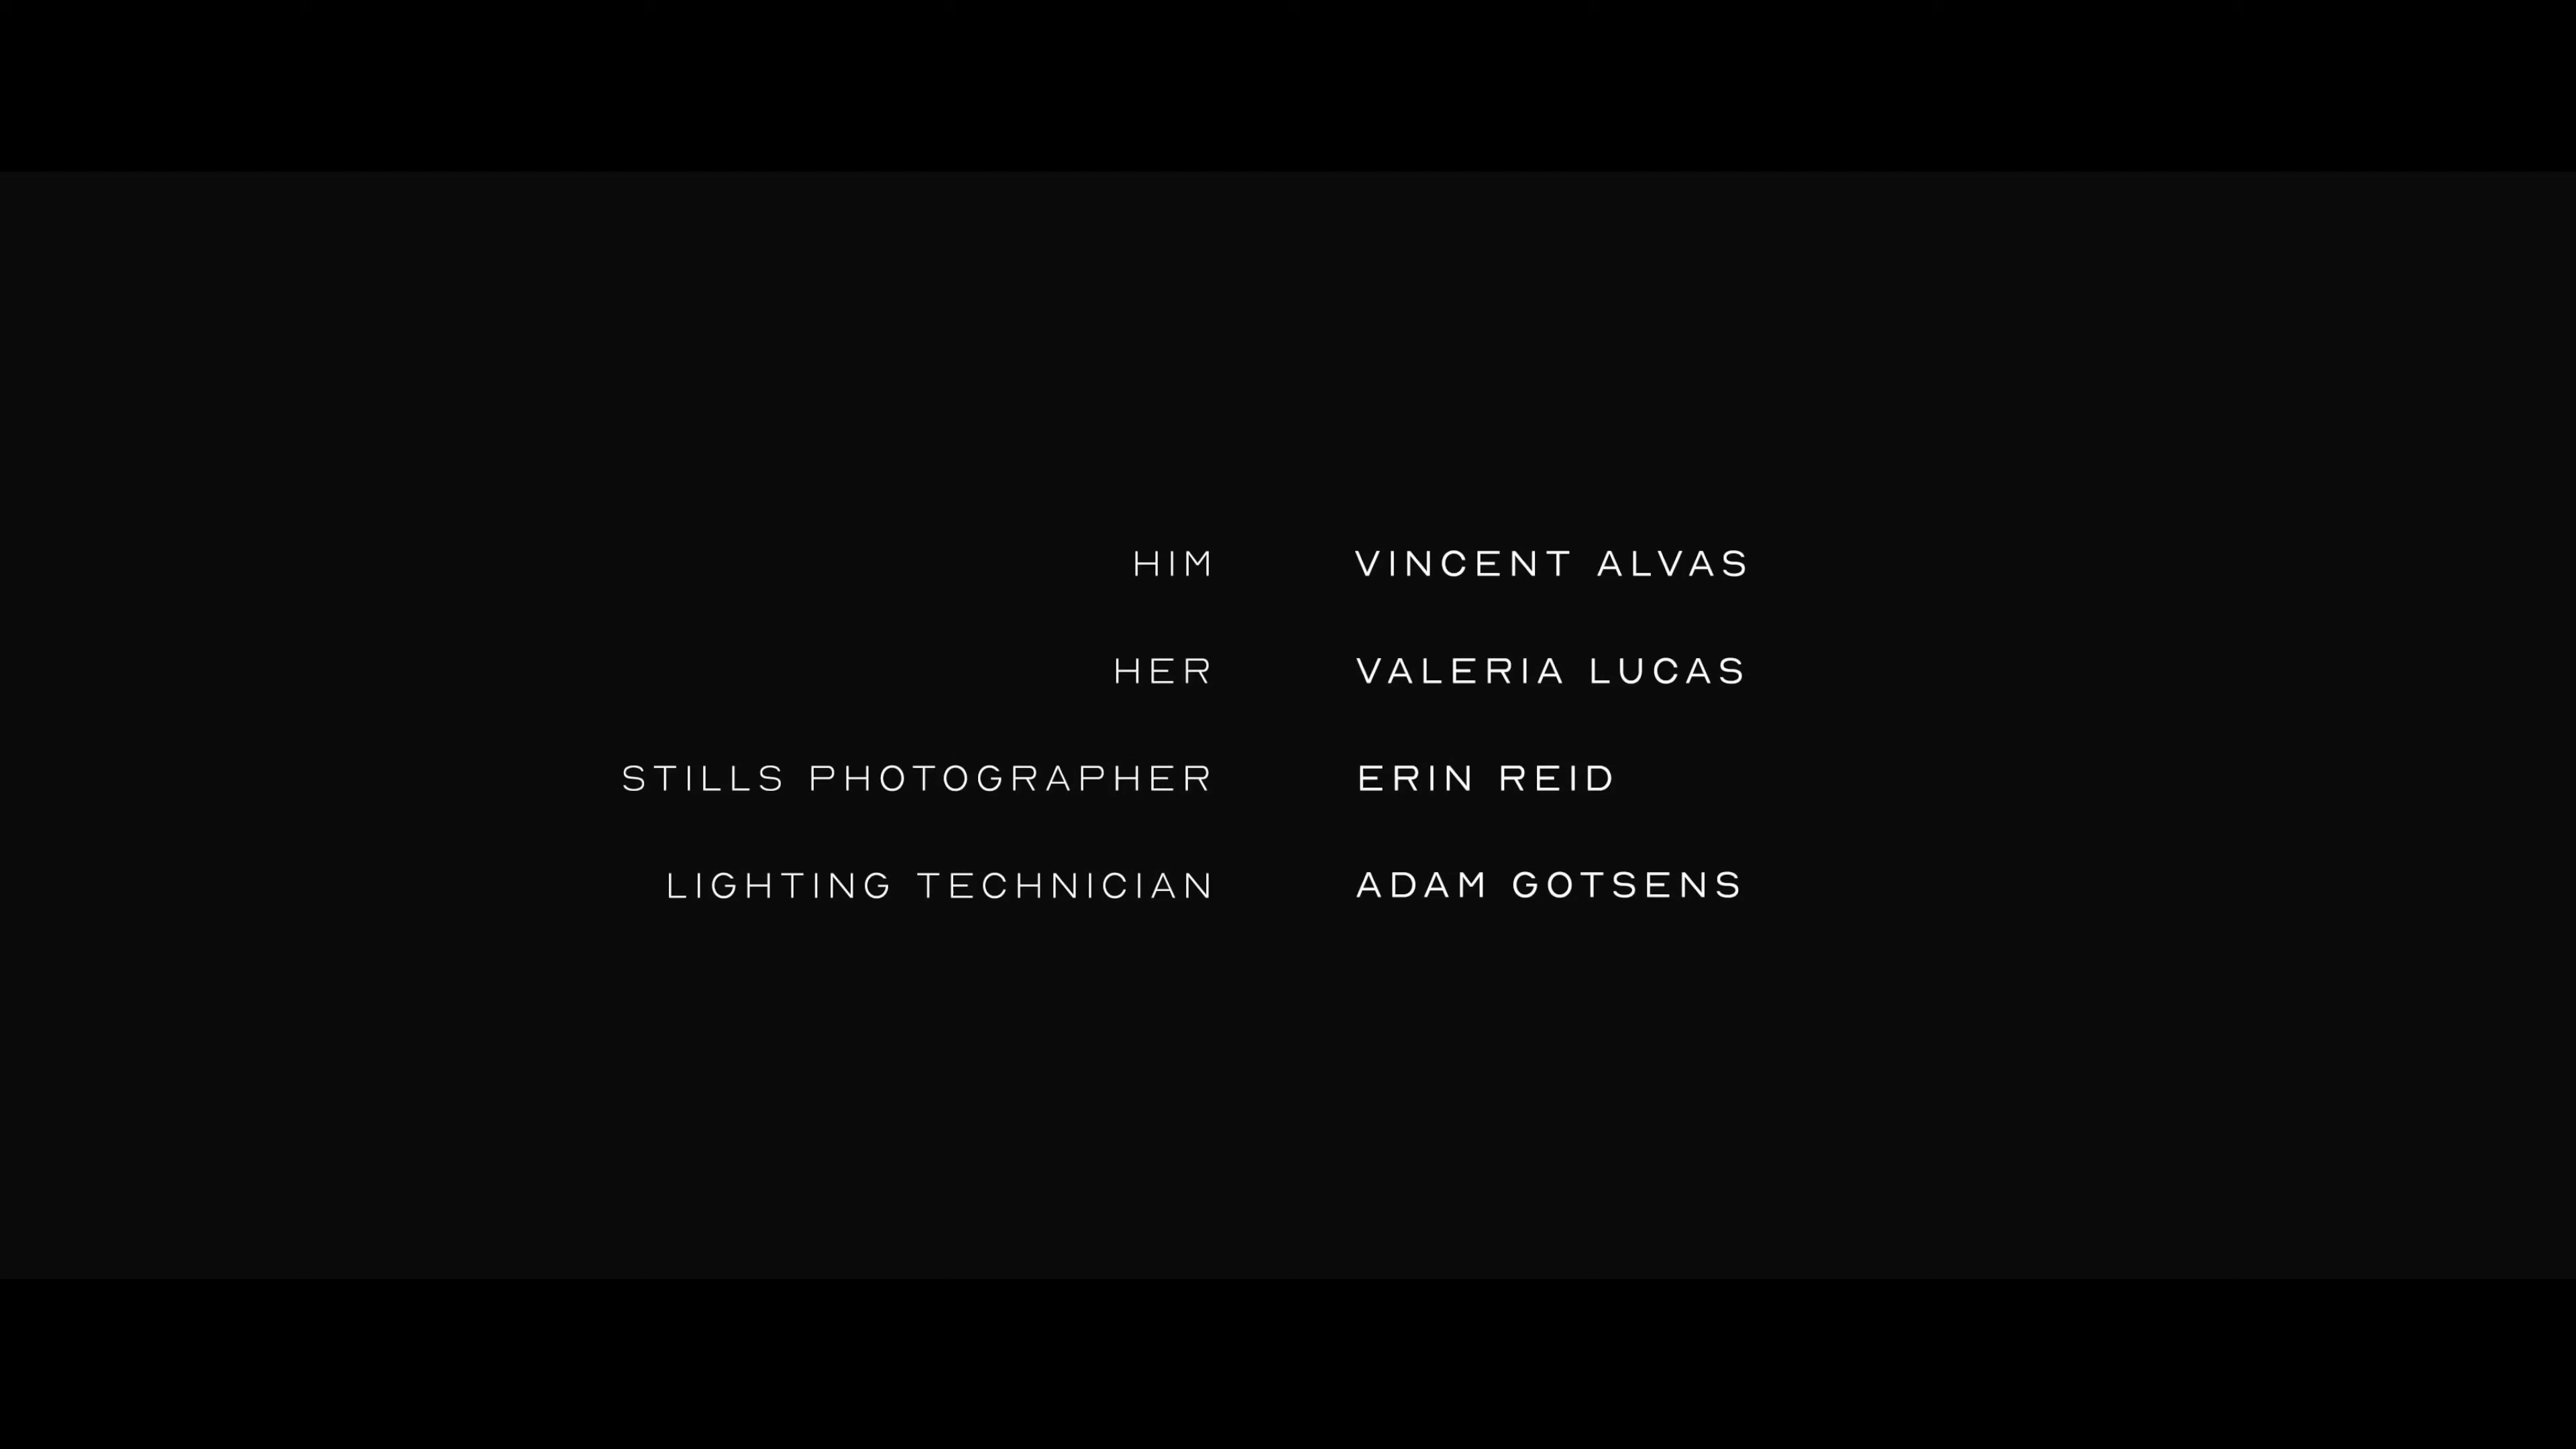 HIM VINCENT ALVAS
HER VALERIA LUCAS
STILLS PHOTOGRAPHER ERIN REID
LIGHTING TECHNICIAN ADAM GOTSENS